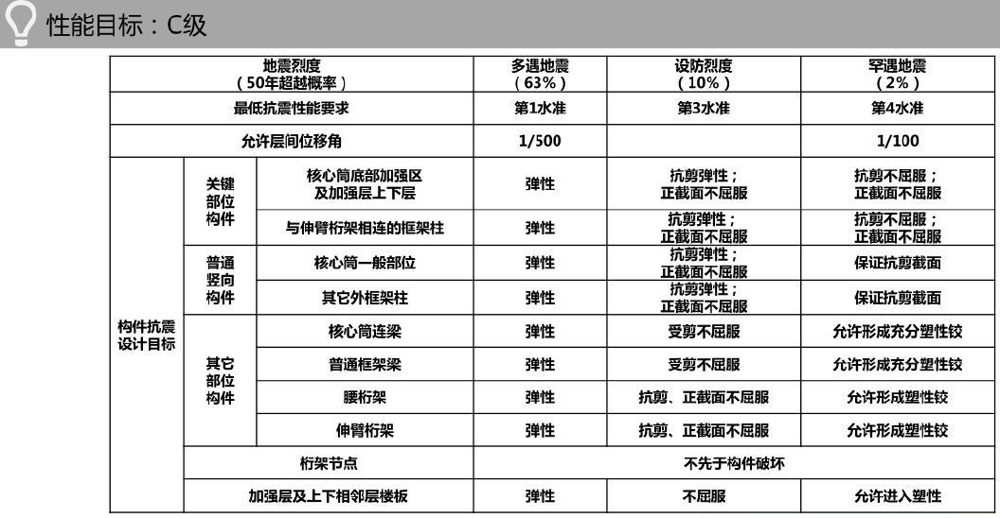 性能目标：C级
地震烈度
（50年超越概率）
多遇地震
（63%）
设防烈度
（10%）
罕遇地震
（2%）
最低抗震性能要求
第1水准
第3水准
第4水准
允许层间位移角
1/500
1/100
构件抗震
设计目标
关键
部位
构件
核心筒底部加强区
及加强层上下层
弹性
抗剪弹性；
正截面不屈服
抗剪不屈服；
正截面不屈服
与伸臂桁架相连的框架柱
弹性
抗剪弹性；
正截面不屈服
抗剪不屈服；
正截面不屈服
普通
竖向
构件
核心筒一般部位
弹性
抗剪弹性；
正截面不屈服
保证抗剪截面
其它外框架柱
弹性
抗剪弹性；
正截面不屈服
保证抗剪截面
其它
部位
构件
核心筒连梁
弹性
受剪不屈服
允许形成充分塑性铰
普通框架梁
弹性
受剪不屈服
允许形成充分塑性铰
腰桁架
弹性
抗剪、正截面不屈服
允许形成塑性铰
伸臂桁架
弹性
抗剪、正截面不屈服
允许形成塑性铰
桁架节点
不先于构件破坏
加强层及上下相邻层楼板
弹性
不屈服
允许进入塑性